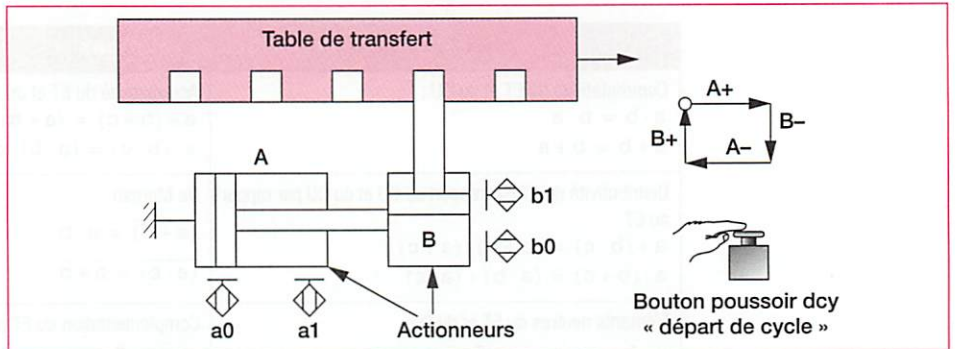 Table de transfert
A+
B+
B–
A–
A
b1
B
b0
a0
a1
Actionneurs
Bouton poussoir dcy
« départ de cycle »